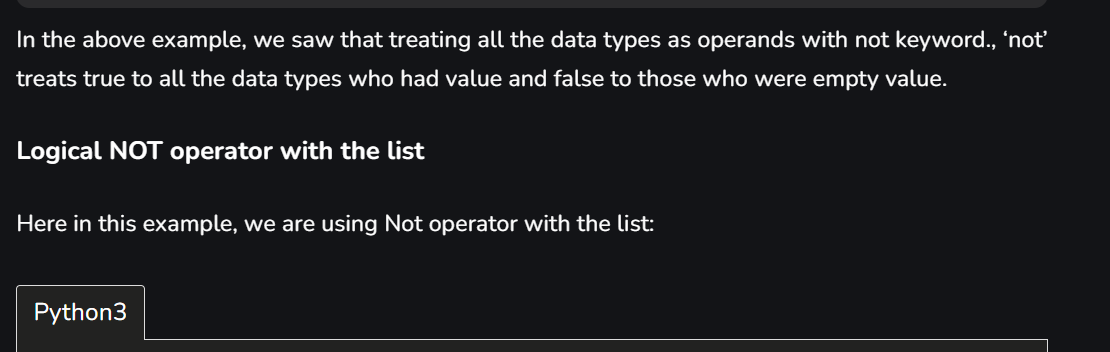 In the above example, we saw that treating all the data types as operands with not keyword., ‘not’
treats true to all the data types who had value and false to those who were empty value.
Logical NOT operator with the list
Here in this example, we are using Not operator with the list:
Python3